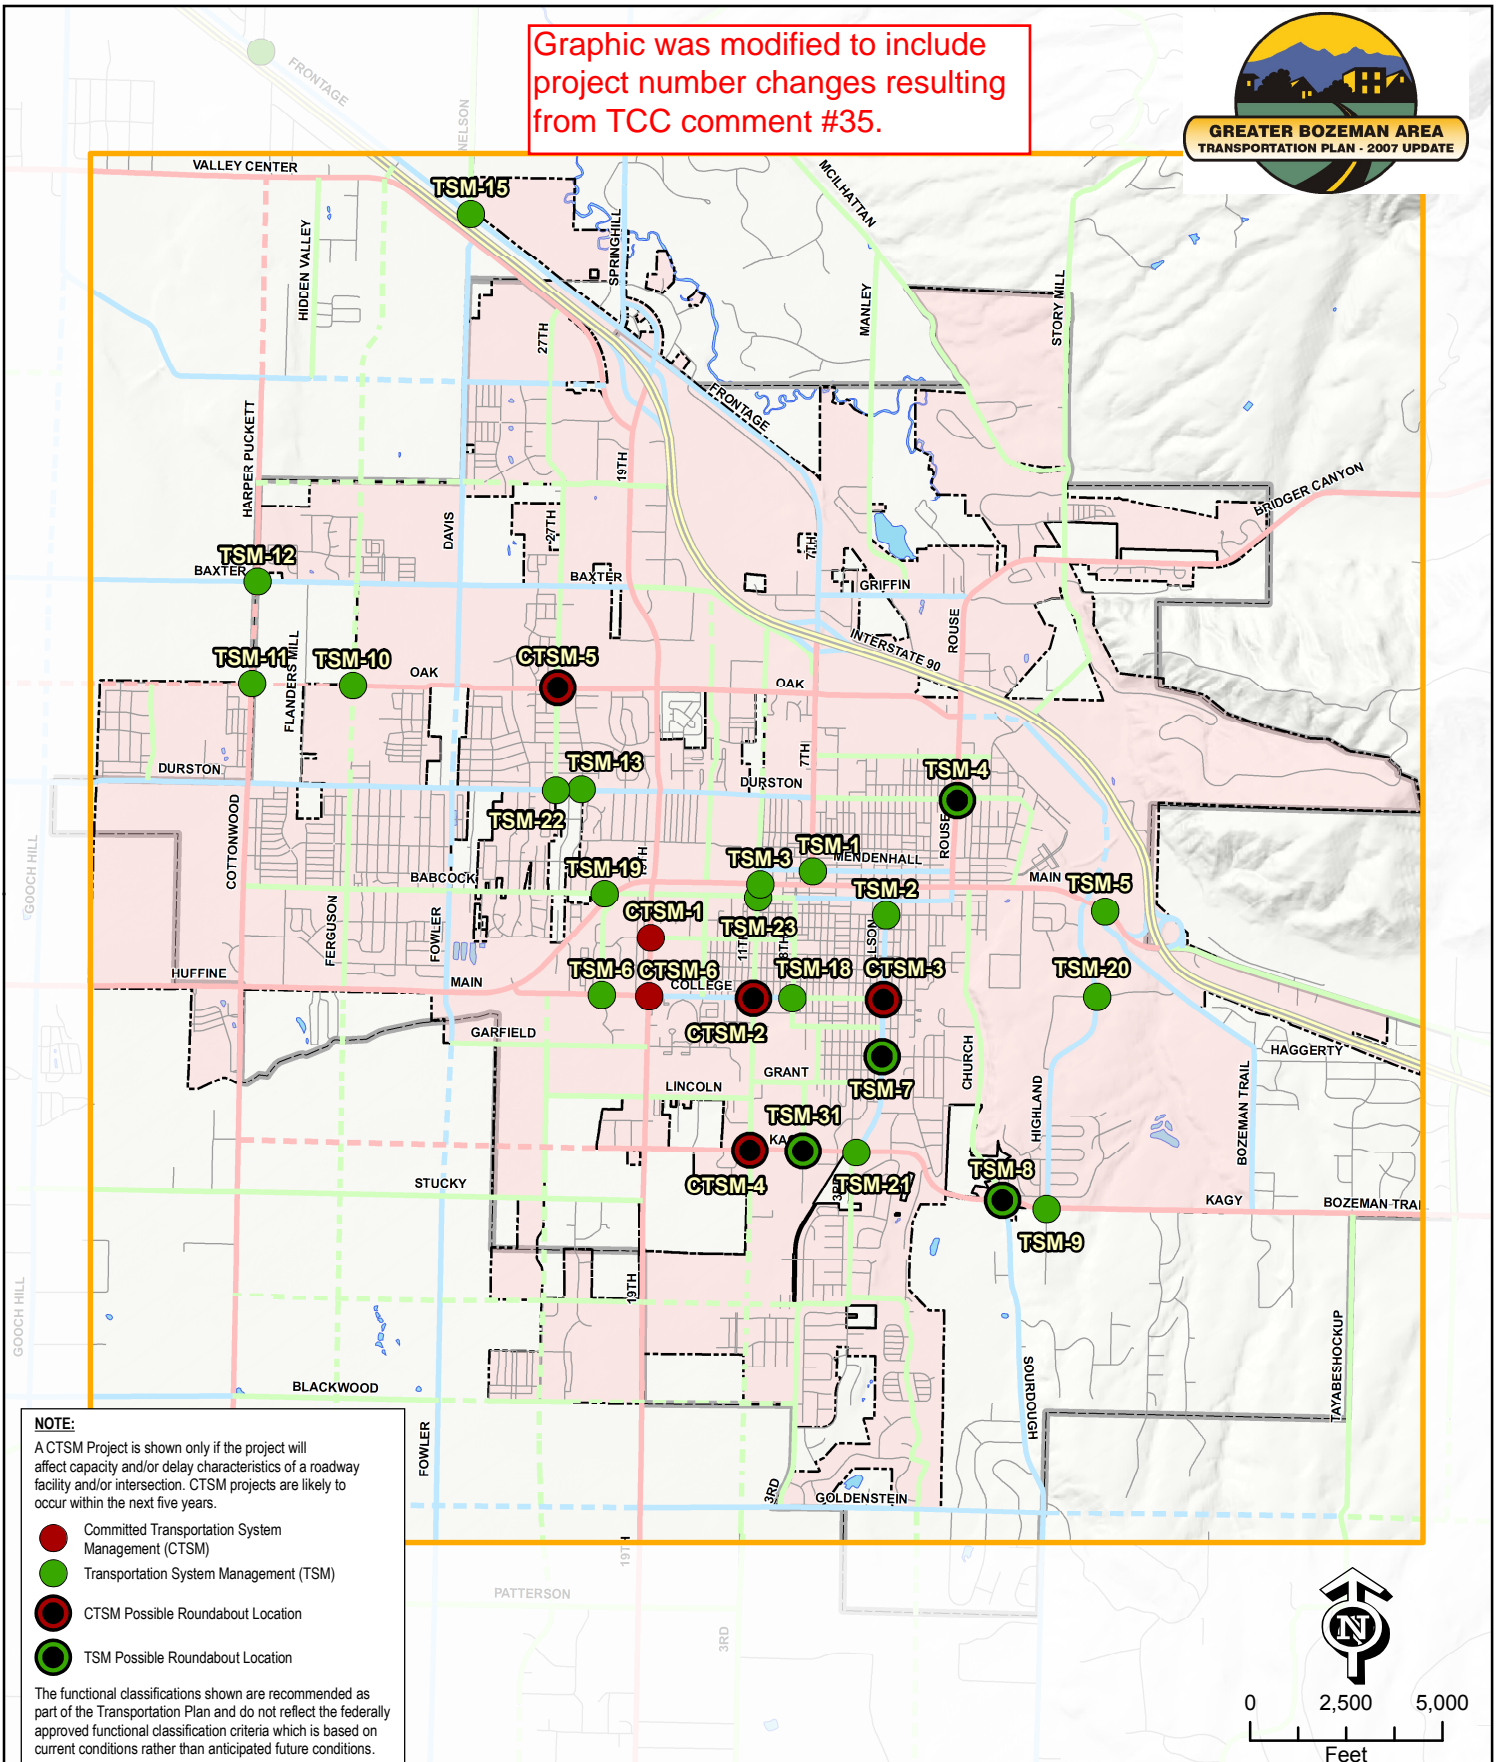 Graphic was modified to include
project number changes resulting
from TCC comment #35.
GREATER BOZEMAN AREA
TRANSPORTATION PLAN - 2007 UPDATE
FRONTAGE
NELSON
VALLEY CENTER
MCILHATTAN
TSM-15
HIDDEN VALLEY
SPRINGHILL
MANLEY
STORY MILL
27TH
FRONTAGE
HARPER PUCKETT
19TH
BRIDGER CANYON
DAVIS
27TH
7TH
TSM-12
BAXTER
BAXTER
GRIFFIN
ROUSE
INTERSTATE 90
TSM-11
TSM-10
CTSM-5
FLANDERS MILL
OAK
OAK
7TH
DURSTON
TSM-13
DURSTON
TSM-4
TSM-22
ROUSE
COTTONWOOD
GOOCH HILL
TSM-3
TSM-1
MENDENHALL
BABCOCK
TSM-19
MAIN
TSM-5
TSM-2
FERGUSON
FOWLER
CTSM-1
TSM-23
11TH
8TH
HUFFINE
MAIN
TSM-6
CTSM-6
COLLEGE
TSM-18
CTSM-3
TSM-20
GARFIELD
CTSM-2
HAGGERTY
CHURCH
GRANT
LINCOLN
TSM-7
HIGHLAND
BOZEMAN TRAIL
TSM-31
CTSM-4
TSM-21
STUCKY
TSM-8
KAGY
BOZEMAN TRAI
TSM-9
19TH
GOOCH HILL
BLACKWOOD
SOURDOUGH
TAYABESHOCKUP
FOWLER
3RD
GOLDENSTEIN
19TH
PATTERSON
3RD
NOTE:
A CTSM Project is shown only if the project will
affect capacity and/or delay characteristics of a roadway
facility and/or intersection. CTSM projects are likely to
occur within the next five years.
Committed Transportation System
Management (CTSM)
Transportation System Management (TSM)
CTSM Possible Roundabout Location
TSM Possible Roundabout Location
The functional classifications shown are recommended as
part of the Transportation Plan and do not reflect the federally
approved functional classification criteria which is based on
current conditions rather than anticipated future conditions.
N
0 2,500 5,000
Feet